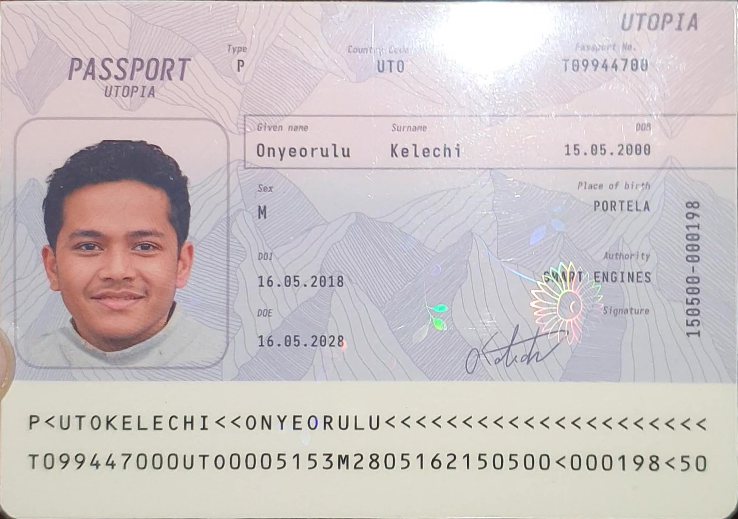 UTOPIA
PASSPORT
UTOPIA
Type
P
Country Code
UTO
Passport No.
T09944700
Given name Surname DOB
Onyeorulu Kelechi 15.05.2000
Sex
M
Place of birth
PORTELA
DOI
16.05.2018
Authority
SMART ENGINES
DOE
16.05.2028
Signature
150500-000198
P<UTOKELECHI<<ONYEORULU<<<<<<<<<<<<<<<<<<<<<
T099447000UTO0005153M2805162150500<000198<50